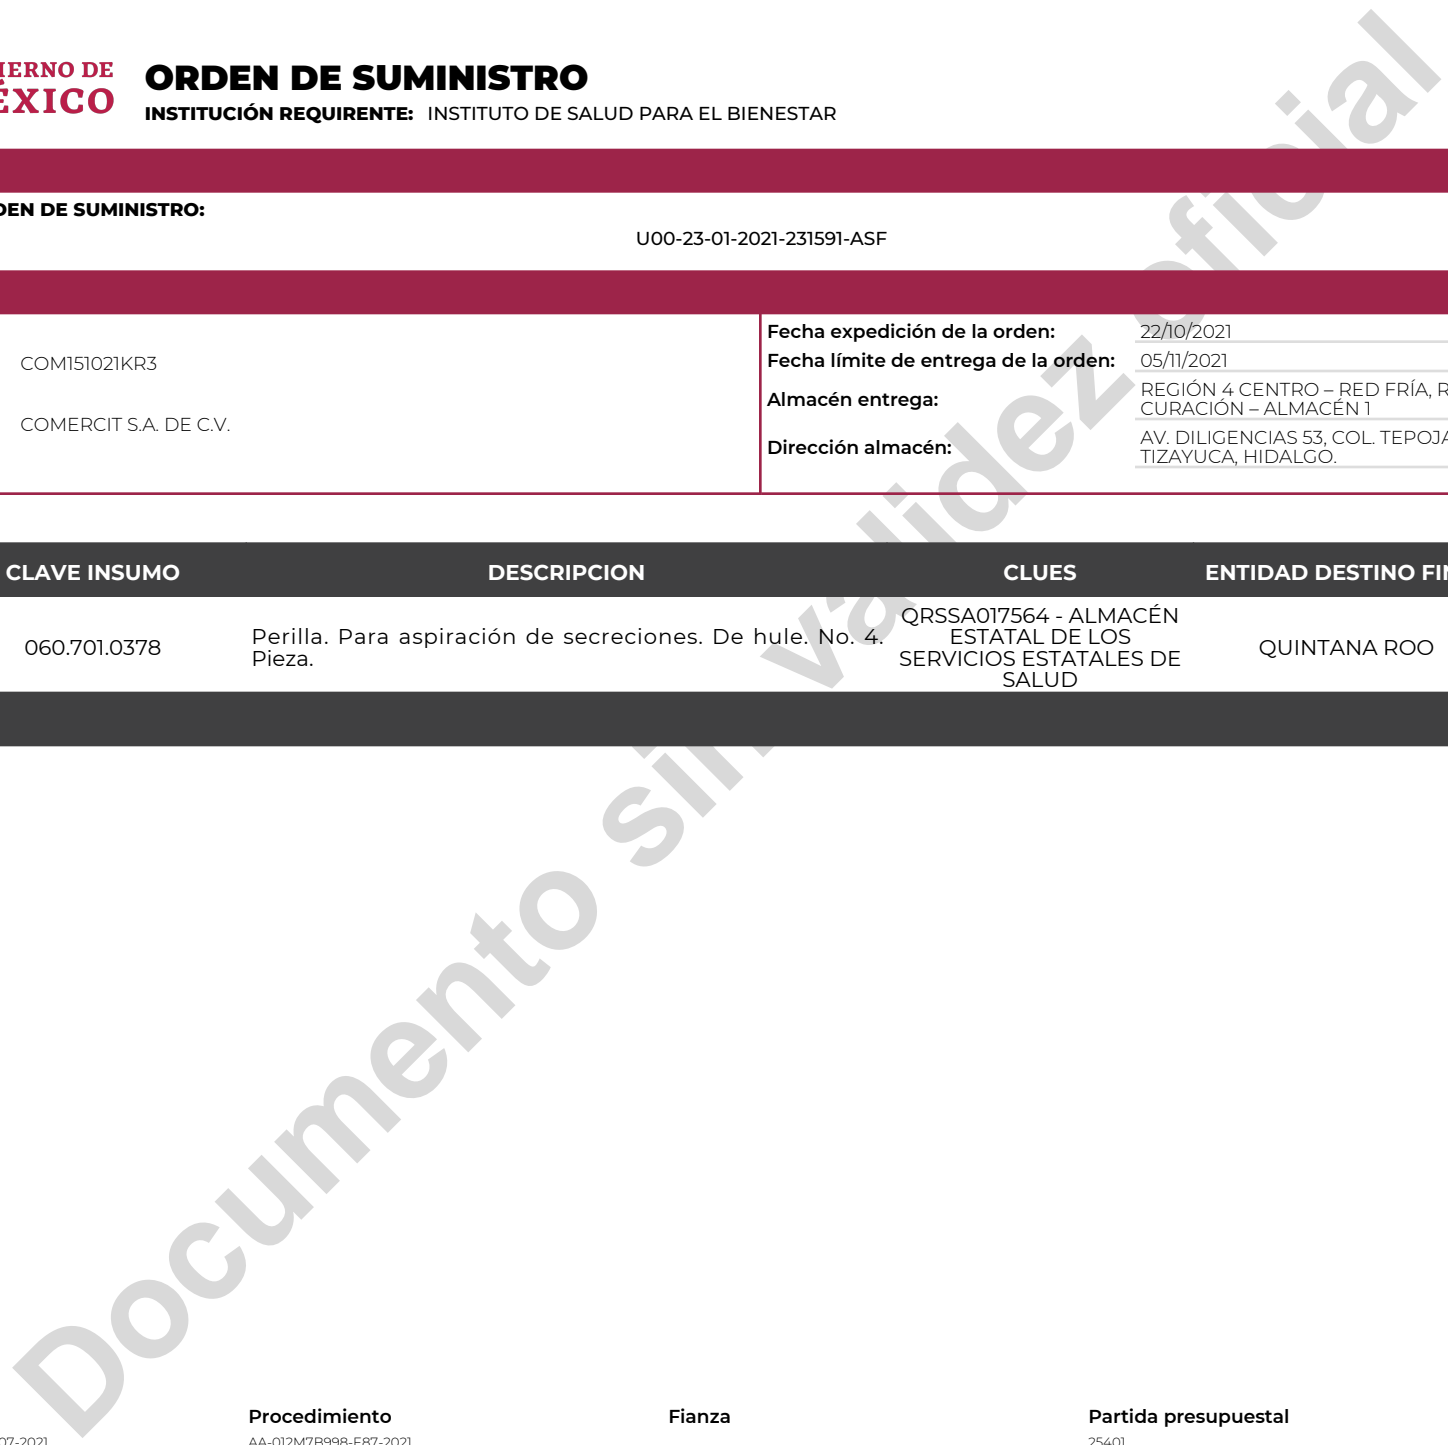 ORDEN DE SUMINISTRO
INSTITUCIÓN REQUIRENTE: INSTITUTO DE SALUD PARA EL BIENESTAR
DE
DE SUMINISTRO:
U00-23-01-2021-231591-ASF
COM151021KR3
COMERCIT S.A. DE C.V.
Fecha expedición de la orden: 22/10/2021
Fecha límite de entrega de la orden: 05/11/2021
Almacén entrega: REGIÓN 4 CENTRO – RED FRÍA,
CURACIÓN – ALMACÉN 1
Dirección almacén: AV. DILIGENCIAS 53, COL.
TIZAYUCA, HIDALGO.
CLAVE INSUMO DESCRIPCION CLUES ENTIDAD DESTINO
060.701.0378
Perilla. Para aspiración de secreciones. De hule. No. 4.
Pieza.
QRSSA017564 - ALMACÉN
ESTATAL DE LOS
SERVICIOS ESTATALES DE
SALUD
QUINTANA ROO
Documento sin validez oficial
Procedimiento Fianza Partida presupuestal